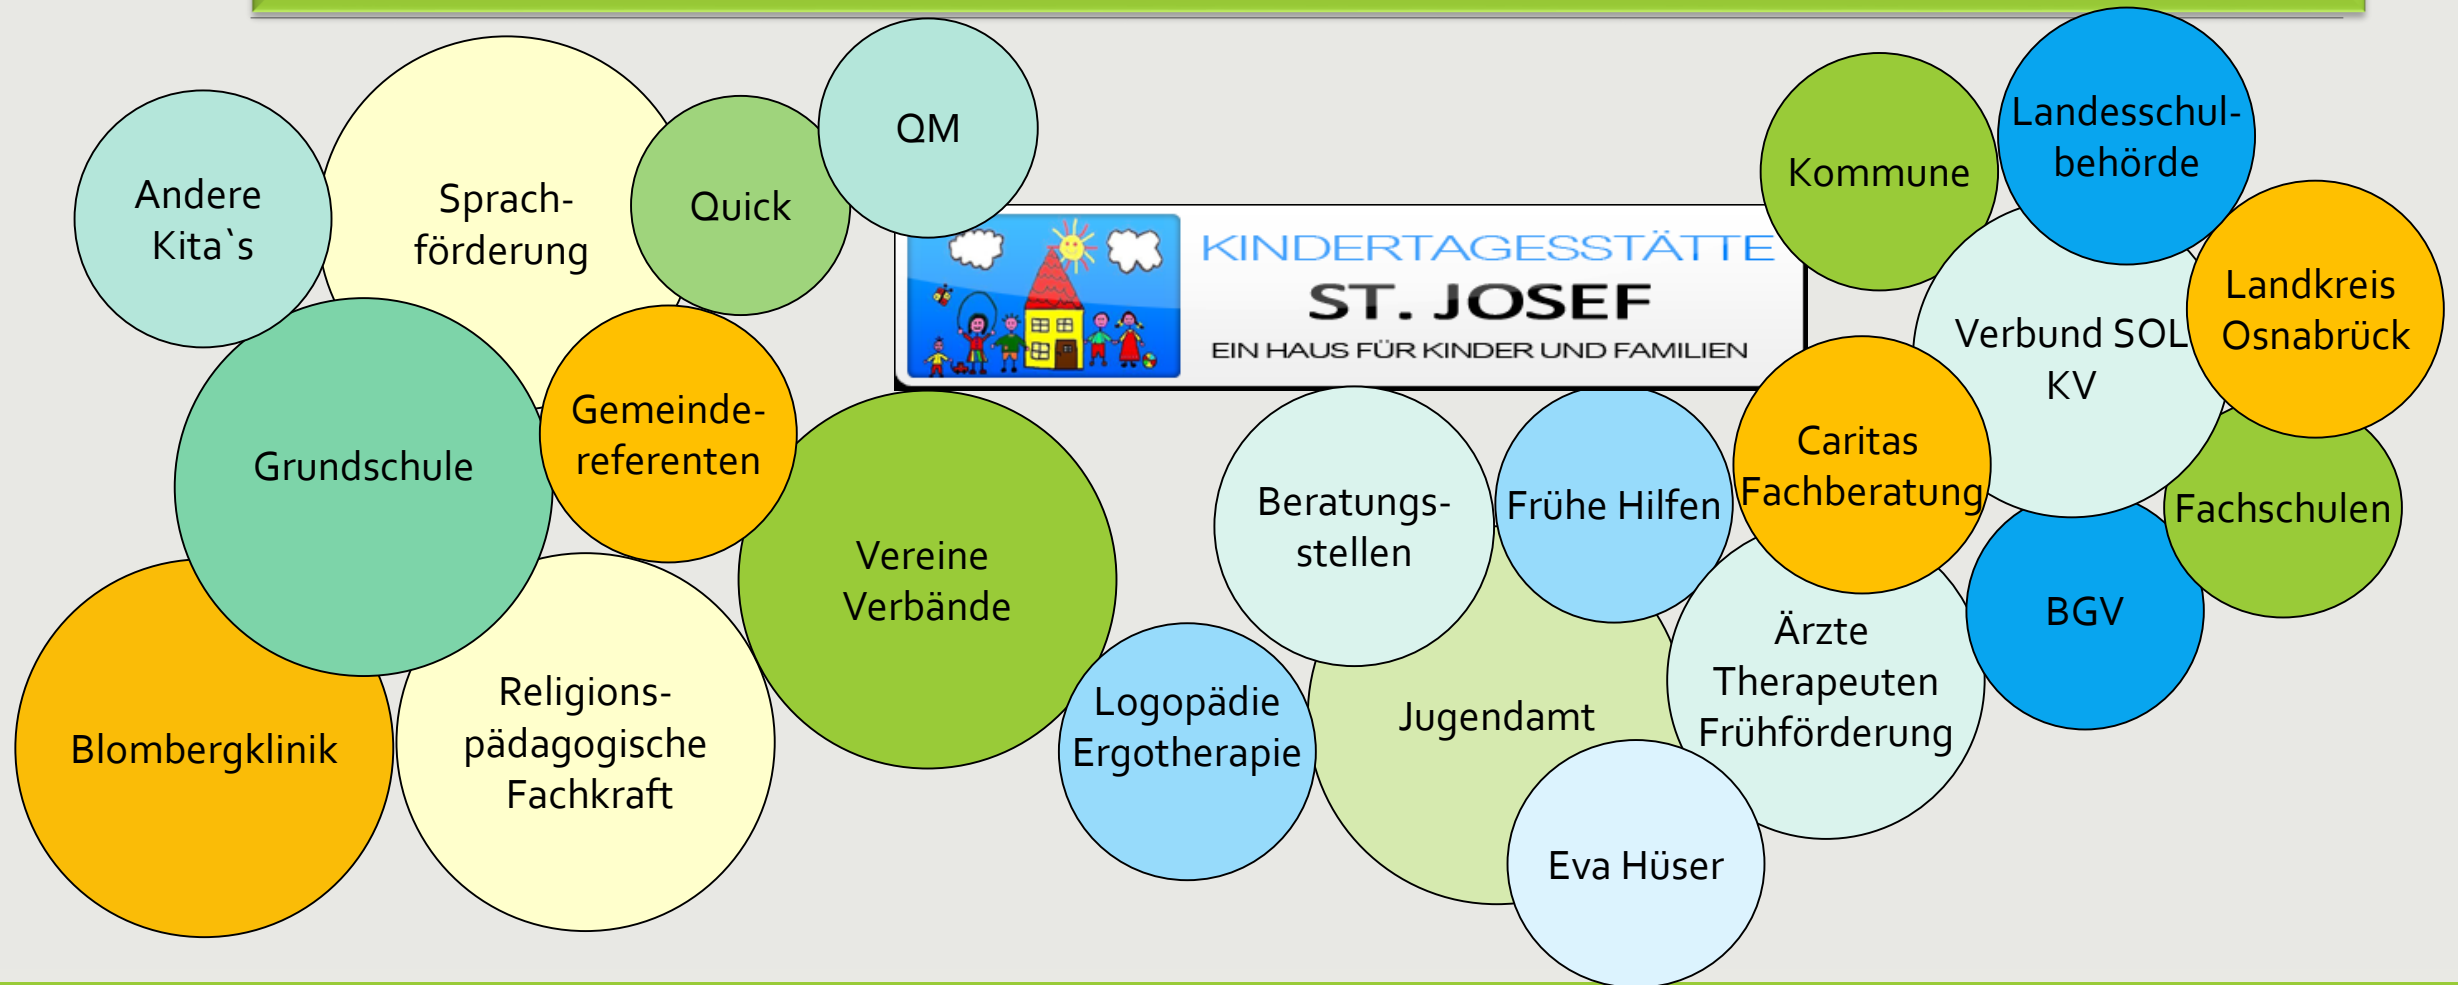 QM
Andere
Kita`s
Sprach-
förderung
Quick
Kommune
Landesschul-
behörde
KINDERTAGESSTÄTTE
ST. JOSEF
EIN HAUS FÜR KINDER UND FAMILIEN
Landkreis
Osnabrück
Verbund SOL
KV
Grundschule
Gemeinde-
referenten
Caritas
Fachberatung
Beratungs-
stellen
Frühe Hilfen
Fachschulen
Vereine
Verbände
BGV
Ärzte
Therapeuten
Frühförderung
Blombergklinik
Religions-
pädagogische
Fachkraft
Logopädie
Ergotherapie
Jugendamt
Eva Hüser